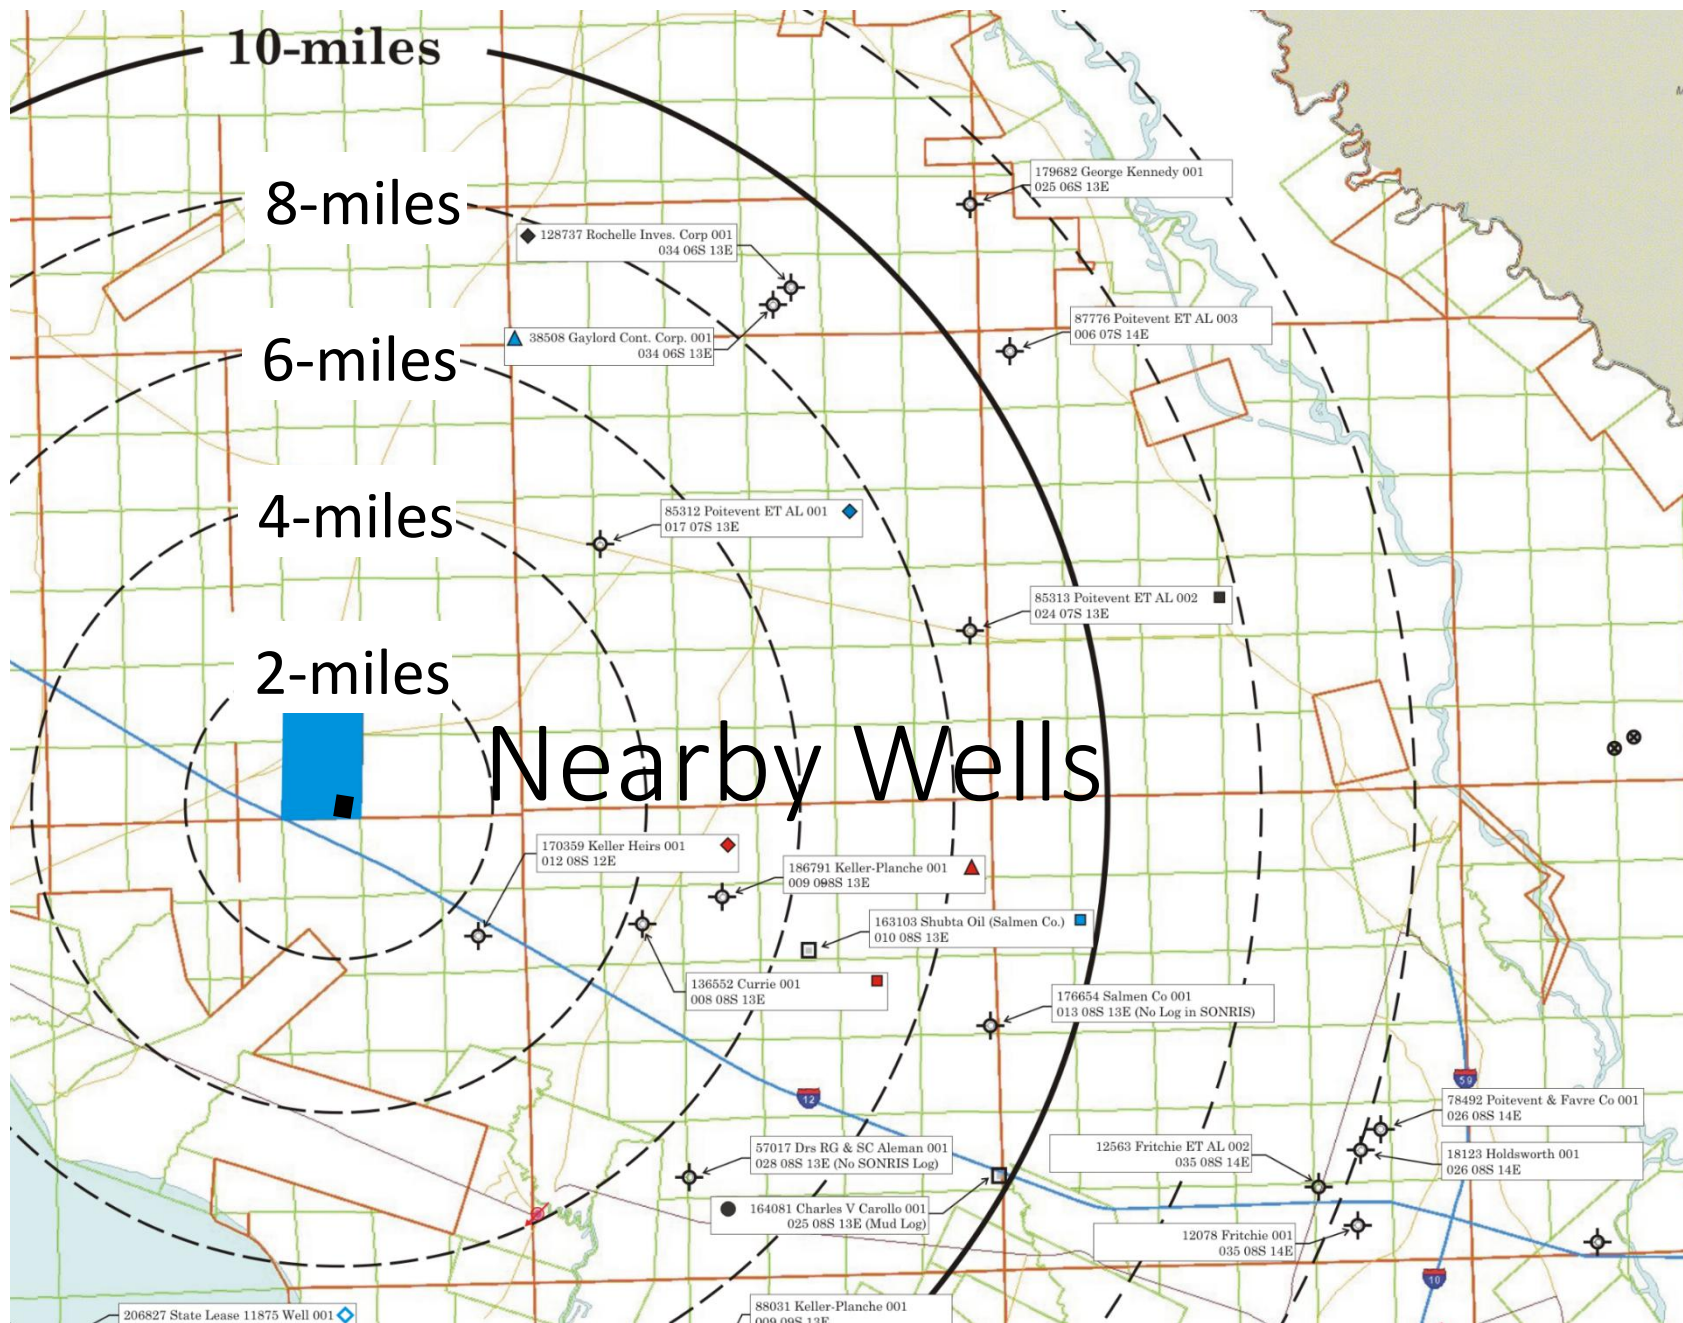 10-miles
8-miles
179682 George Kennedy 001
025 06S 13E
128737 Rochelle Inves. Corp 001
034 06S 13E
87776 Poitevent ET AL 003
006 07S 14E
38508 Gaylord Cont. Corp. 001
034 06S 13E
6-miles
4-miles
85312 Poitevent ET AL 001
017 07S 13E
85313 Poitevent ET AL 002
024 07S 13E
2-miles
Nearby Wells
170359 Keller Heirs 001
012 08S 12E
186791 Keller-Planche 001
009 098S 13E
163103 Shubta Oil (Salmen Co.)
010 08S 13E
136552 Currie 001
008 08S 13E
176654 Salmen Co 001
013 08S 13E (No Log in SONRIS)
59
12
78492 Poitevent & Favre Co 001
026 08S 14E
57017 Drs RG & SC Aleman 001
028 08S 13E (No SONRIS Log)
12563 Fritchie ET AL 002
035 08S 14E
18123 Holdsworth 001
026 08S 14E
164081 Charles V Carollo 001
025 08S 13E (Mud Log)
12078 Fritchie 001
035 08S 14E
10
206827 State Lease 11875 Well 001
88031 Keller-Planche 001
009 09S 13E